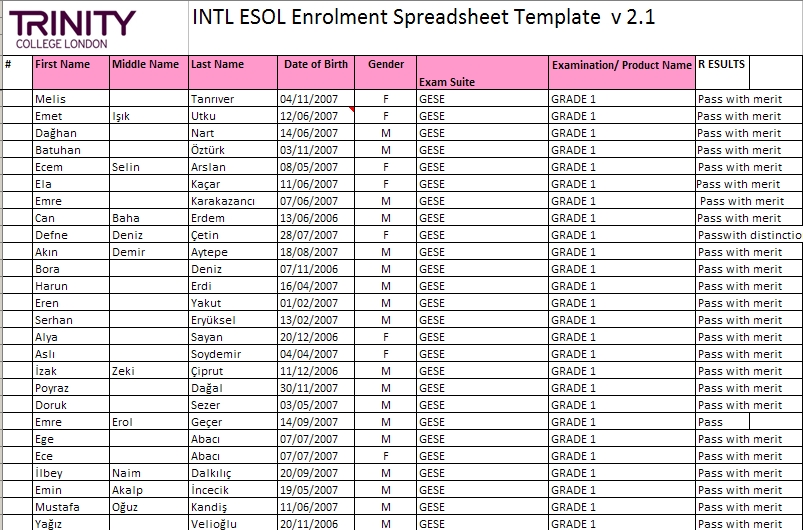 TRINITY
COLLEGE LONDON
INTL ESOL Enrolment Spreadsheet Template v 2.1
# First Name Middle Name Last Name Date of Birth Gender Exam Suite Examination/ Product Name R ESULTS
Melis Tanrıver 04/11/2007 F GESE GRADE 1 Pass with merit
Emet Işık Utku 12/06/2007 F GESE GRADE 1 Pass with merit
Dağhan Nart 14/06/2007 M GESE GRADE 1 Pass with merit
Batuhan Öztürk 03/11/2007 M GESE GRADE 1 Pass with merit
Ecem Selin Arslan 08/05/2007 F GESE GRADE 1 Pass with merit
Ela Kaçar 11/06/2007 F GESE GRADE 1 Pass with merit
Emre Karakazancı 07/06/2007 M GESE GRADE 1 Pass with merit
Can Baha Erdem 13/06/2006 M GESE GRADE 1 Pass with merit
Defne Deniz Çetin 28/07/2007 F GESE GRADE 1 Passwith distinctio
Akın Demir Aytepe 18/08/2007 M GESE GRADE 1 Pass with merit
Bora Deniz 07/11/2006 M GESE GRADE 1 Pass with merit
Harun Erdi 16/04/2007 M GESE GRADE 1 Pass with merit
Eren Yakut 01/02/2007 M GESE GRADE 1 Pass with merit
Serhan Eryüksel 13/02/2007 M GESE GRADE 1 Pass with merit
Alya Sayan 20/12/2006 F GESE GRADE 1 Pass with merit
Aslı Soydemir 04/04/2007 F GESE GRADE 1 Pass with merit
İzak Zeki Çiprut 11/12/2006 M GESE GRADE 1 Pass with merit
Poyraz Dağal 30/11/2007 M GESE GRADE 1 Pass with merit
Doruk Sezer 03/05/2007 M GESE GRADE 1 Pass with merit
Emre Erol Geçer 14/09/2007 M GESE GRADE 1 Pass
Ege Abacı 07/07/2007 M GESE GRADE 1 Pass with merit
Ece Abacı 07/07/2007 F GESE GRADE 1 Pass with merit
İlbey Naim Dalkılıç 20/09/2007 M GESE GRADE 1 Pass with merit
Emin Akalp İncecik 19/05/2007 M GESE GRADE 1 Pass with merit
Mustafa Oğuz Kandiş 11/06/2007 M GESE GRADE 1 Pass with merit
Yağız Velioğlu 20/11/2006 M GESE GRADE 1 Pass with merit